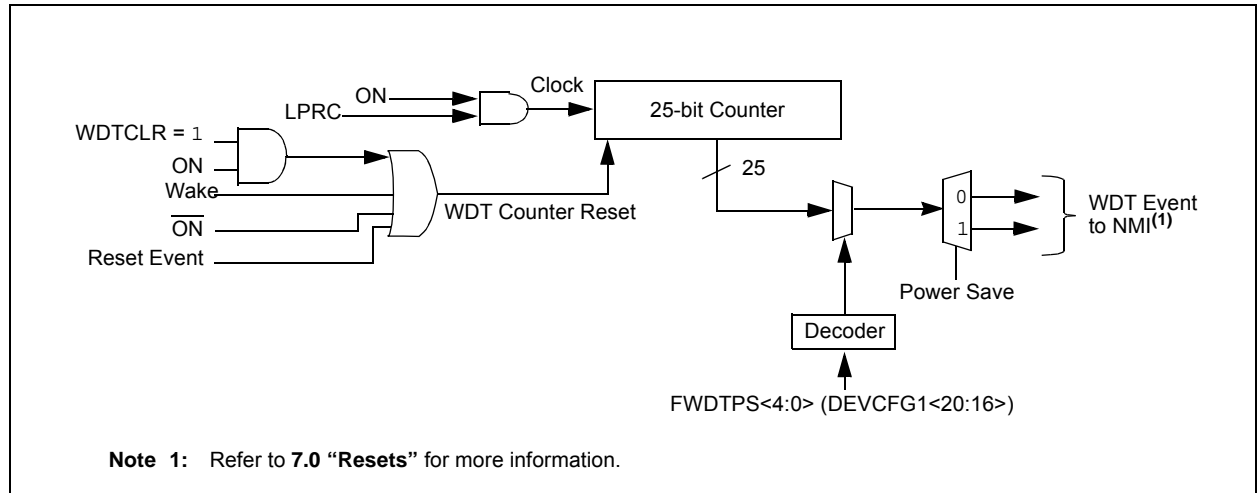 ON
LPRC
Clock
25-bit Counter
WDTCLR = 1
ON
Wake
ON
Reset Event
WDT Counter Reset
25
0
1
WDT Event
to NMI(1)
Power Save
Decoder
FWDTPS<4:0> (DEVCFG1<20:16>)
Note 1: Refer to 7.0 “Resets” for more information.